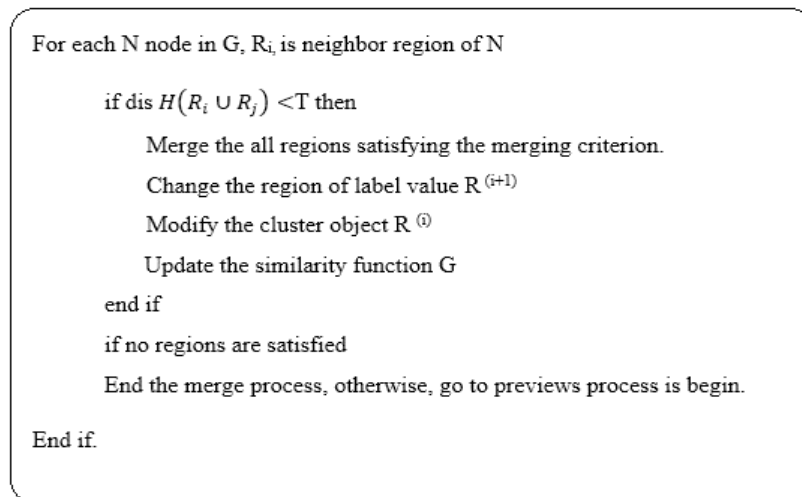 For each N node in G, Rᵢ, is neighbor region of N
if dis H(Rᵢ ∪ Rⱼ) <T then
Merge the all regions satisfying the merging criterion.
Change the region of label value R ⁽ⁱ⁺¹⁾
Modify the cluster object R ⁽ⁱ⁾
Update the similarity function G
end if
if no regions are satisfied
End the merge process, otherwise, go to previews process is begin.
End if.